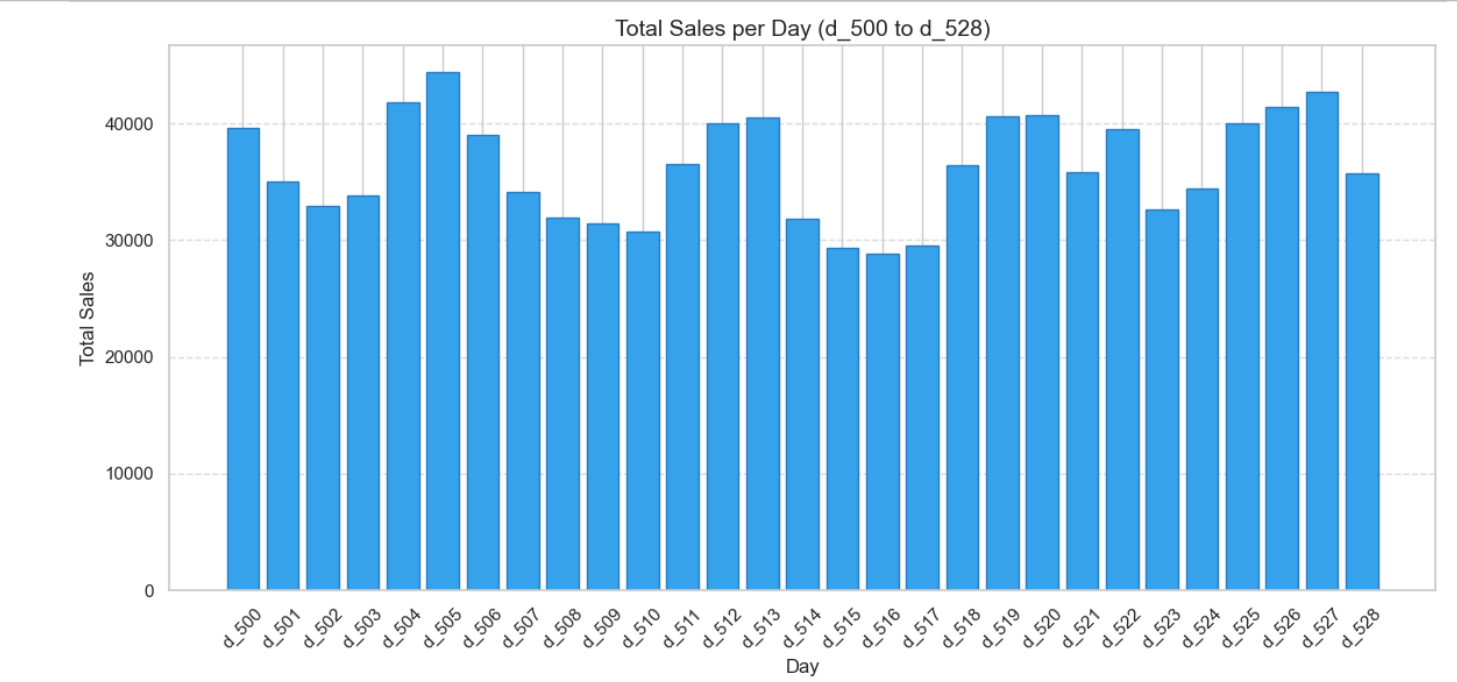 Total Sales per Day (d_500 to d_528)
Total Sales
40000
30000
20000
10000
0
d_500
d_501
d_502
d_503
d_504
d_505
d_506
d_507
d_508
d_509
d_510
d_511
d_512
d_513
d_514
d_515
d_516
d_517
d_518
d_519
d_520
d_521
d_522
d_523
d_524
d_525
d_526
d_527
d_528
Day